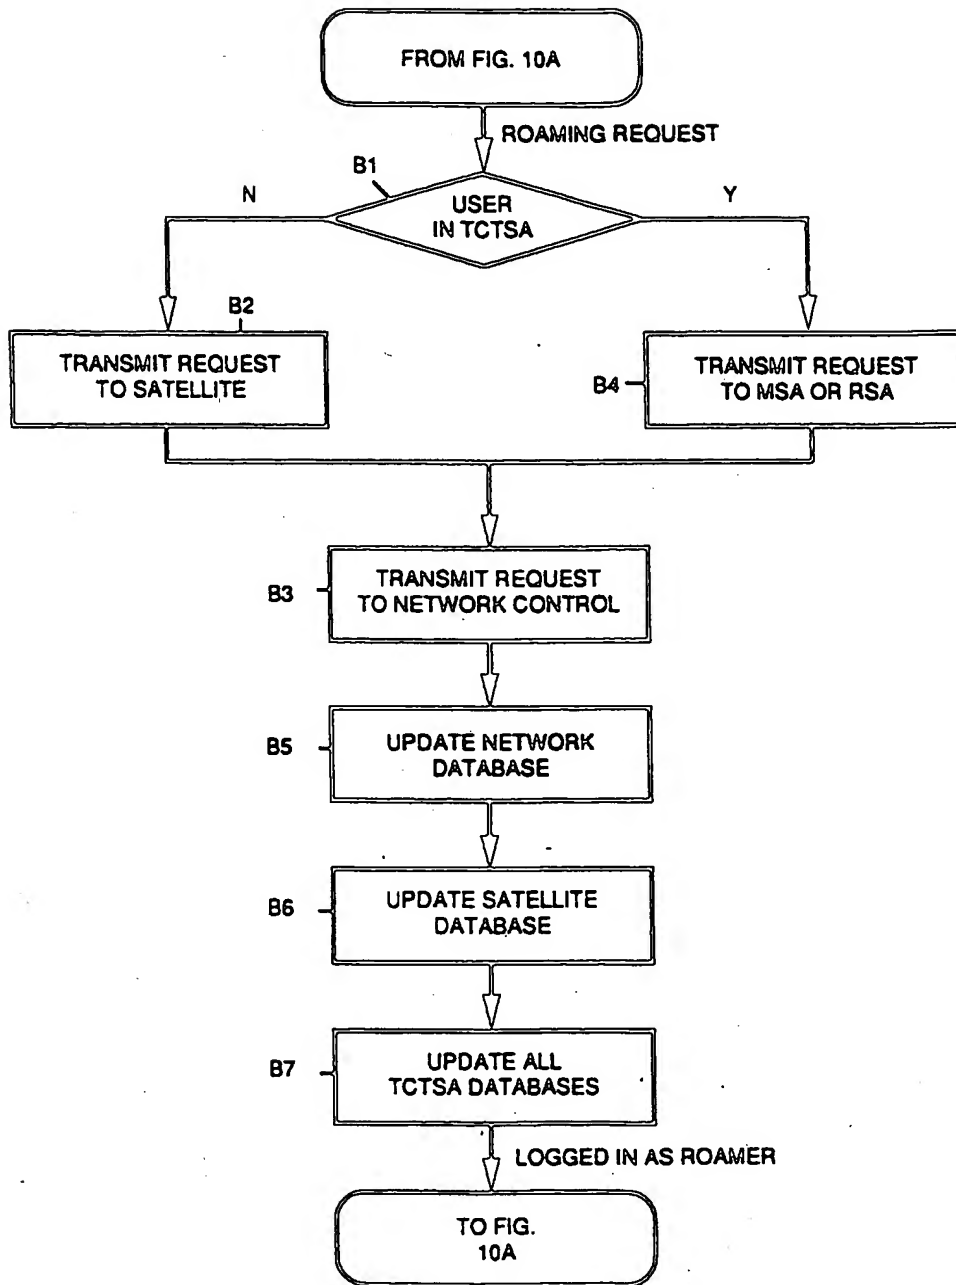 FROM FIG. 10A
ROAMING REQUEST
B1
N
USER
IN TCTSA
Y
B2
TRANSMIT REQUEST
TO SATELLITE
B4
TRANSMIT REQUEST
TO MSA OR RSA
B3
TRANSMIT REQUEST
TO NETWORK CONTROL
B5
UPDATE NETWORK
DATABASE
B6
UPDATE SATELLITE
DATABASE
B7
UPDATE ALL
TCTSA DATABASES
LOGGED IN AS ROAMER
TO FIG.
10A